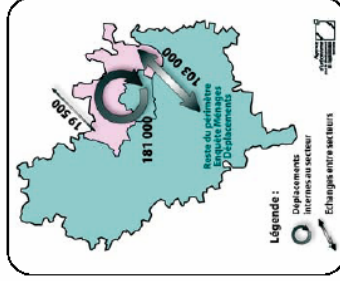 19 500
181 000
103 000
Reste du périmètre
Enquête Ménages
Déplacements
Légende :
Déplacements
internes au secteur
Echanges entre secteurs